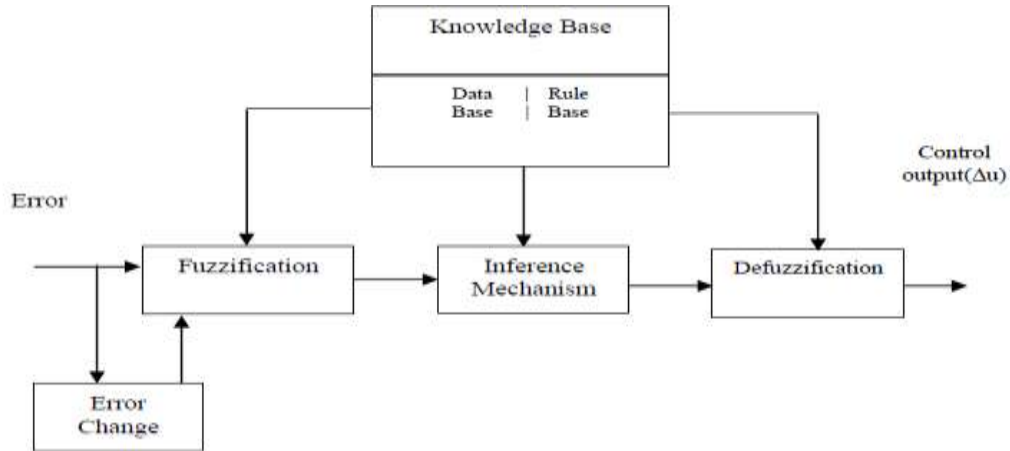 Knowledge Base
Data | Rule
Base | Base
Control
output(Δu)
Error
Fuzzification
Inference
Mechanism
Defuzzification
Error
Change